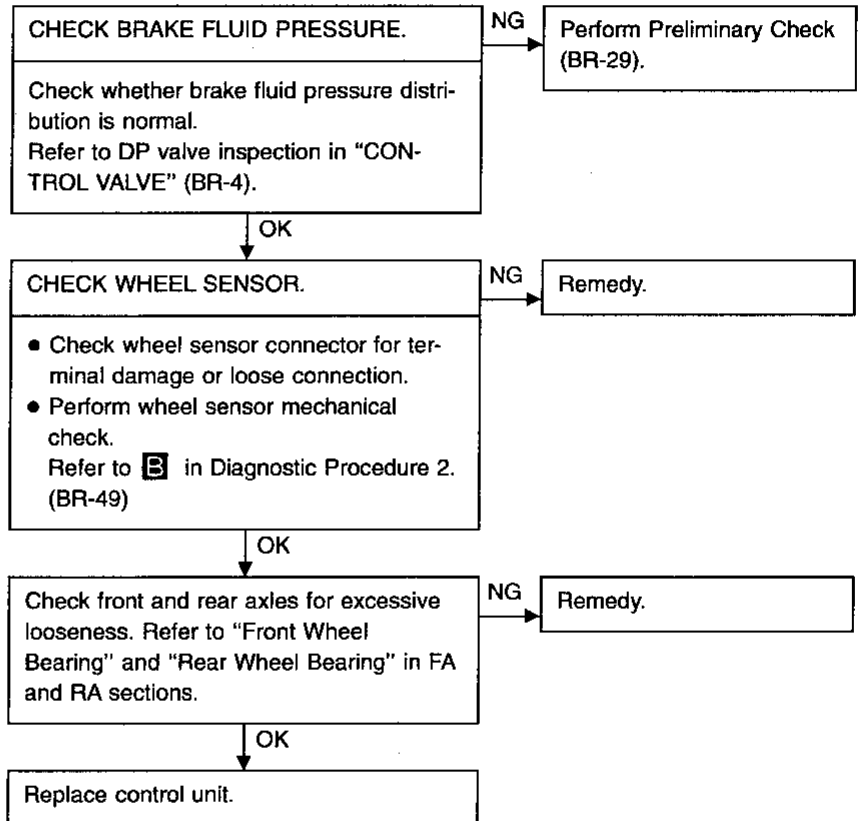 CHECK BRAKE FLUID PRESSURE.
NG
Perform Preliminary Check
(BR-29).
Check whether brake fluid pressure distri-
bution is normal.
Refer to DP valve inspection in “CON-
TROL VALVE” (BR-4).
OK
CHECK WHEEL SENSOR.
NG
Remedy.
● Check wheel sensor connector for ter-
minal damage or loose connection.
● Perform wheel sensor mechanical
check.
Refer to B in Diagnostic Procedure 2.
(BR-49)
OK
Check front and rear axles for excessive
looseness. Refer to “Front Wheel
Bearing” and “Rear Wheel Bearing” in FA
and RA sections.
NG
Remedy.
OK
Replace control unit.